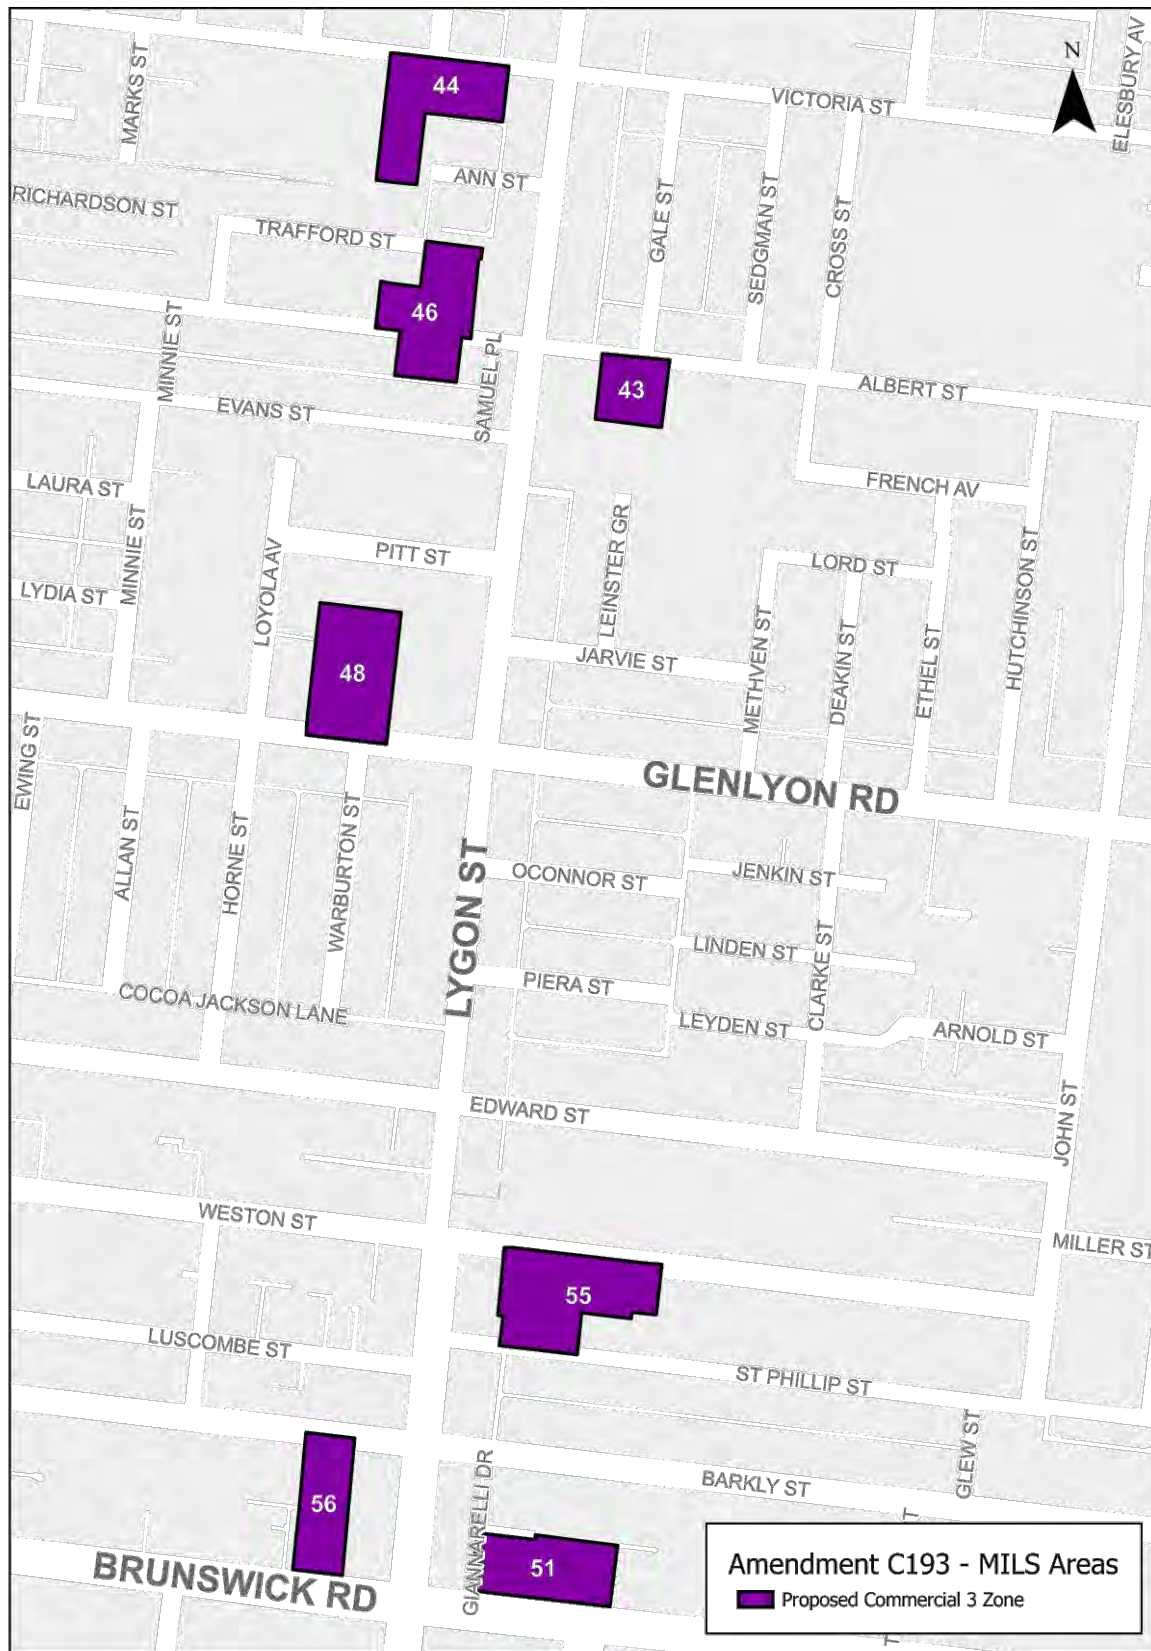 N
ELESBURY AV
MARKS ST
44
VICTORIA ST
ANN ST
RICHARDSON ST
TRAFFORD ST
GALE ST
SEDGMAN ST
CROSS ST
46
MINNIE ST
SAMUEL PL
43
ALBERT ST
EVANS ST
LAURA ST
FRENCH AV
MINNIE ST
PITT ST
LEINSTER GR
LORD ST
HUTCHINSON ST
LYDIA ST
LOYOLA AV
48
JARVIE ST
METHVEN ST
DEAKIN ST
ETHEL ST
EWING ST
GLENLYON RD
ALLAN ST
HORNE ST
WARBURTON ST
LYGON ST
OCONNOR ST
JENKIN ST
LINDEN ST
CLARKE ST
PIERA ST
COCOA JACKSON LANE
LEYDEN ST
ARNOLD ST
EDWARD ST
JOHN ST
WESTON ST
MILLER ST
55
LUSCOMBE ST
ST PHILLIP ST
GLEW ST
BARKLY ST
56
GIANNARELLI DR
51
BRUNSWICK RD
T
T
Amendment C193 - MILS Areas
Proposed Commercial 3 Zone